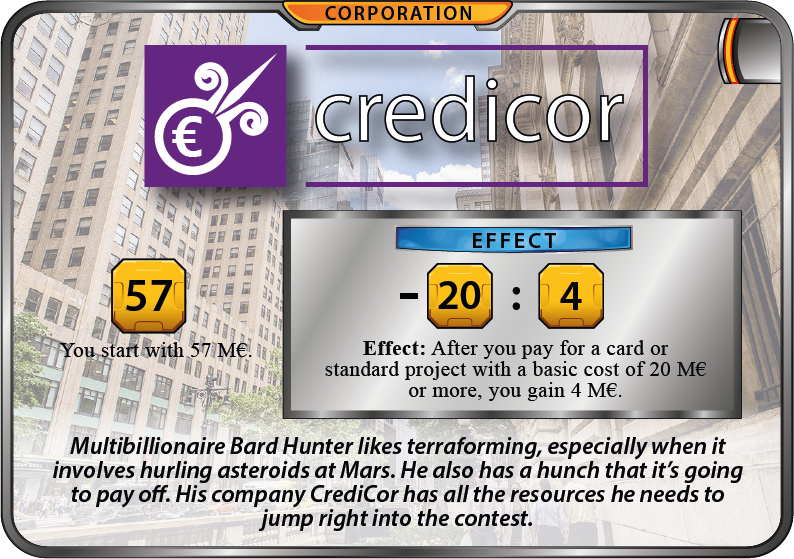 CORPORATION
€
credicor
EFFECT
57
- 20 : 4
You start with 57 M€.
Effect: After you pay for a card or
standard project with a basic cost of 20 M€
or more, you gain 4 M€.
Multibillionaire Bard Hunter likes terraforming, especially when it
involves hurling asteroids at Mars. He also has a hunch that it’s going
to pay off. His company CrediCor has all the resources he needs to
jump right into the contest.